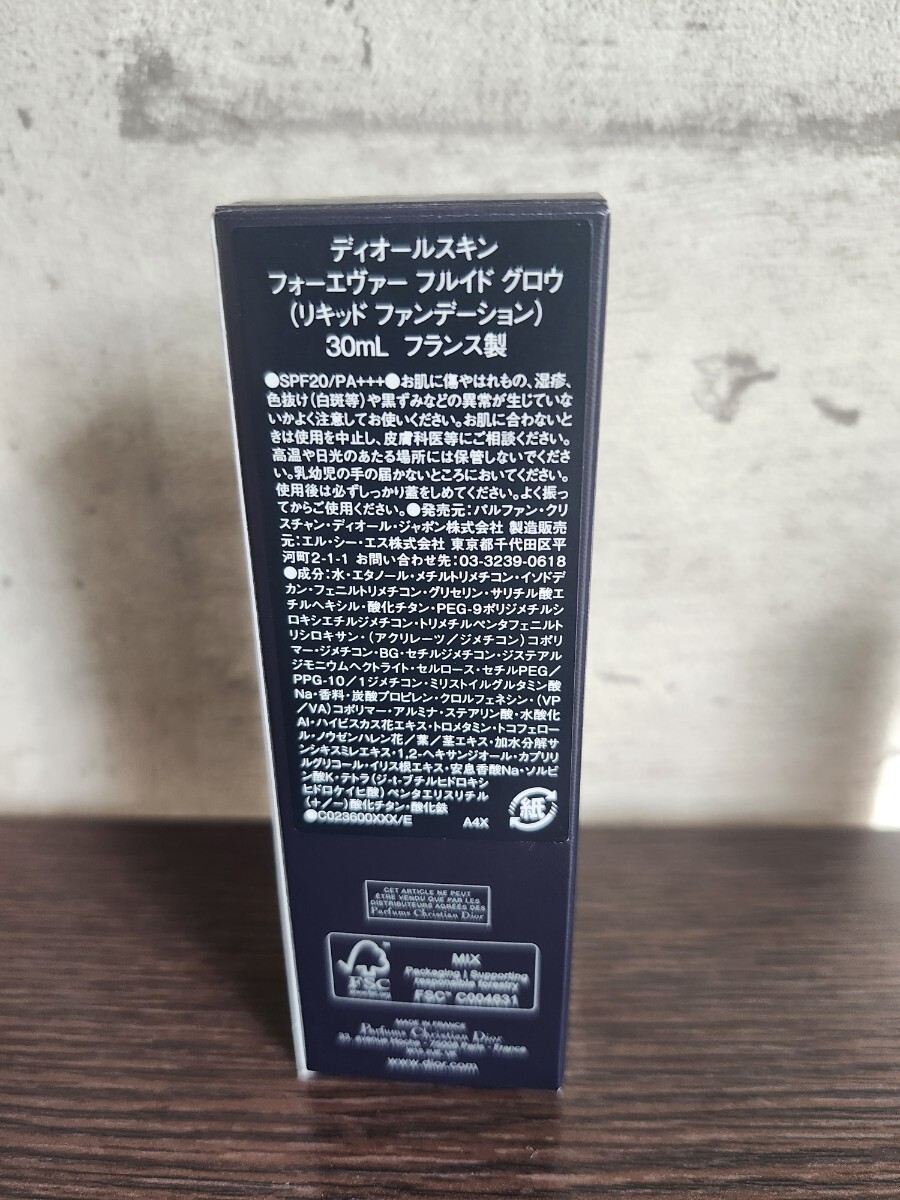 ディオールスキン
フォーエヴァー フルイド グロウ
(リキッド ファンデーション)
30mL フランス製
●SPF20/PA+++●お肌に傷やはれもの、湿疹、
色抜け(白斑等)や黒ずみなどの異常が生じていな
いかよく注意してお使いください。お肌に合わないと
きは使用を中止し、皮膚科医等にご相談ください。
高温や日光のあたる場所には保管しないでくださ
い。乳幼児の手の届かないところにおいてください。
使用後は必ずしっかり蓋をしめてください。よく振っ
てからご使用ください。●発売元:パルファン・クリ
スチャン・ディオール・ジャポン株式会社 製造販売
元:エル・シー・エス株式会社 東京都千代田区平
河町2-1-1 お問い合わせ先:03-3239-0618
●成分:水・エタノール・メチルトリメチコン・イソドデ
カン・フェニルトリメチコン・グリセリン・サリチル酸エ
チルヘキシル・酸化チタン・PEG-9ポリジメチルシ
ロキシエチルジメチコン・トリメチルペンタフェニルト
リシロキサン・(アクリレーツ/ジメチコン)コポリ
マー・ジメチコン・BG・セチルジメチコン・ジステアル
ジモニウムヘクトライト・セルロース・セチルPEG/
PPG-10/1ジメチコン・ミリストイルグルタミン酸
Na・香料・炭酸プロピレン・クロルフェネシン・(VP
/VA)コポリマー・アルミナ・ステアリン酸・水酸化
Al・ハイビスカス花エキス・トロメタミン・トコフェロー
ル・ノウゼンハレン花/葉/茎エキス・加水分解サ
ンシキスミレエキス・1,2-ヘキサンジオール・カプリリ
ルグリコール・イリス根エキス・安息香酸Na・ソルビ
ン酸K・テトラ(ジ-t-ブチルヒドロキシ
ヒドロケイヒ酸)ペンタエリスリチル
(+/-)酸化チタン・酸化鉄
●C023600XXX/E A4X 紙
CET ARTICLE NE PEUT
ÊTRE VENDU QUE PAR LES
DISTRIBUTEURS AGRÉÉS DES
Parfums Christian Dior
FSC
MIX
Packaging | Supporting
responsible forestry
FSC™ C004631
MADE IN FRANCE
Parfums Christian Dior
33, avenue Hoche - 75008 Paris - France
www.dior.com